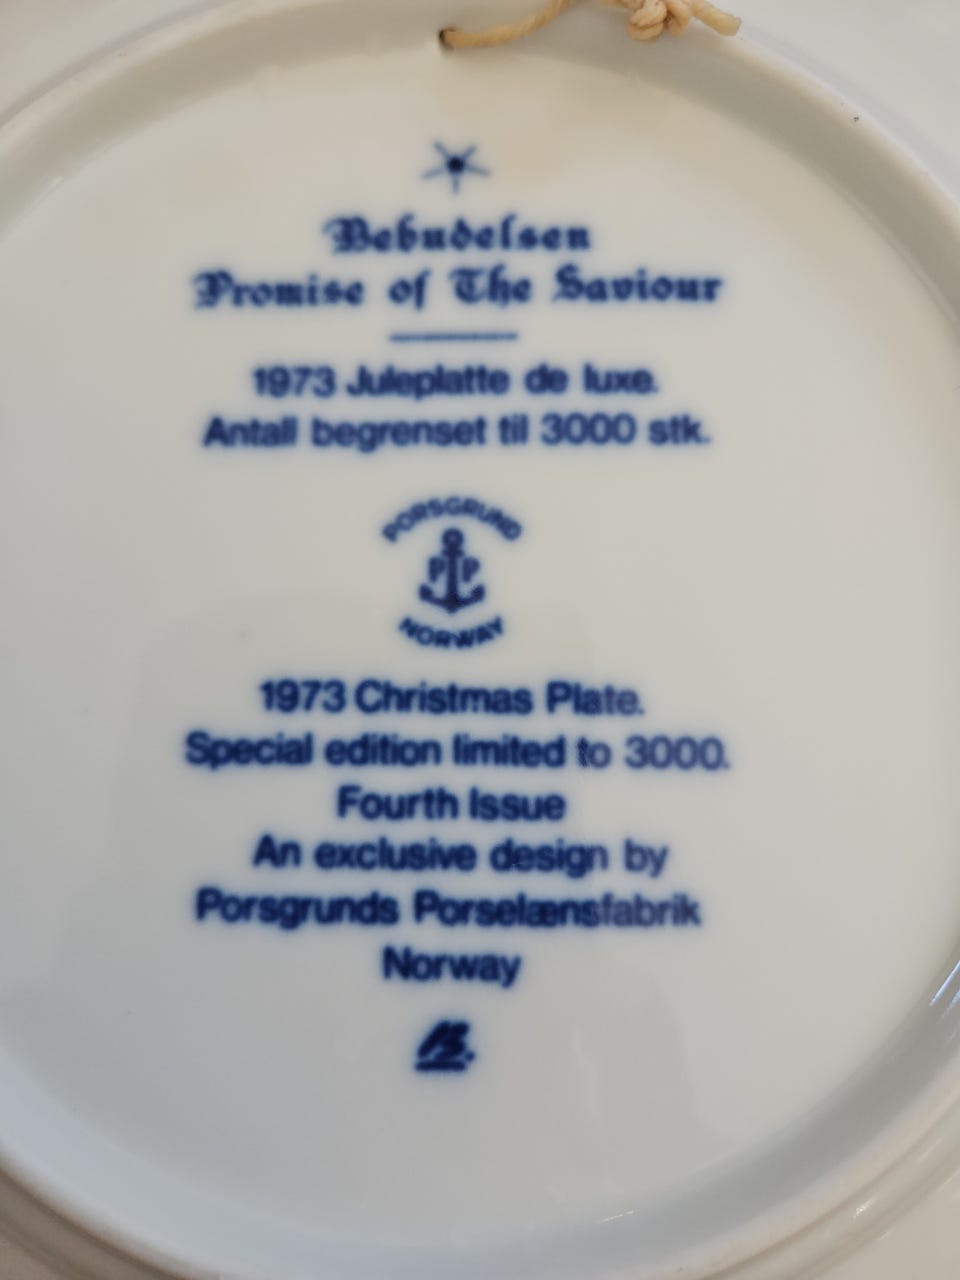 Bebudelsen
Promise of The Saviour
1973 Juleplatte de luxe.
Antall begrenset til 3000 stk.
PORSGRUND
PP
NORWAY
1973 Christmas Plate.
Special edition limited to 3000.
Fourth Issue
An exclusive design by
Porsgrunds Porselænsfabrik
Norway